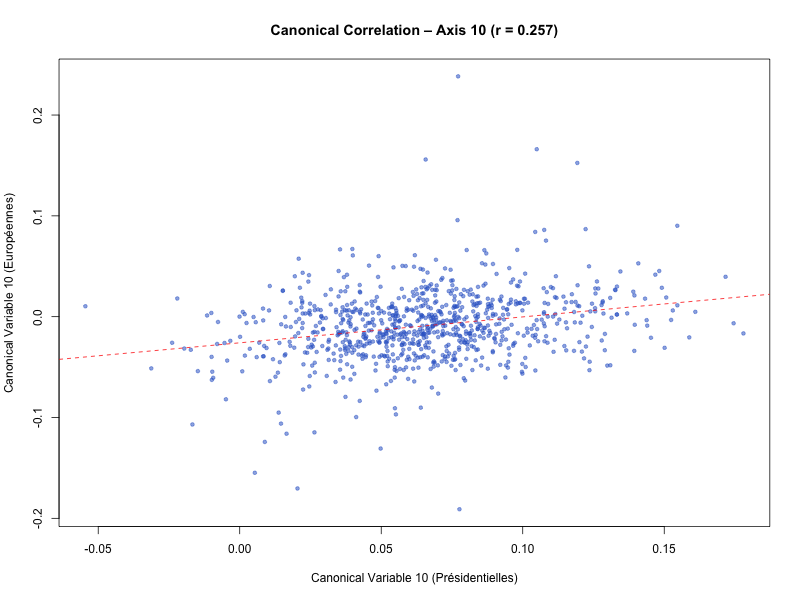 Canonical Correlation – Axis 10 (r = 0.257)
Canonical Variable 10 (Européennes)
0.2
0.1
0.0
-0.1
-0.2
-0.05 0.00 0.05 0.10 0.15
Canonical Variable 10 (Présidentielles)